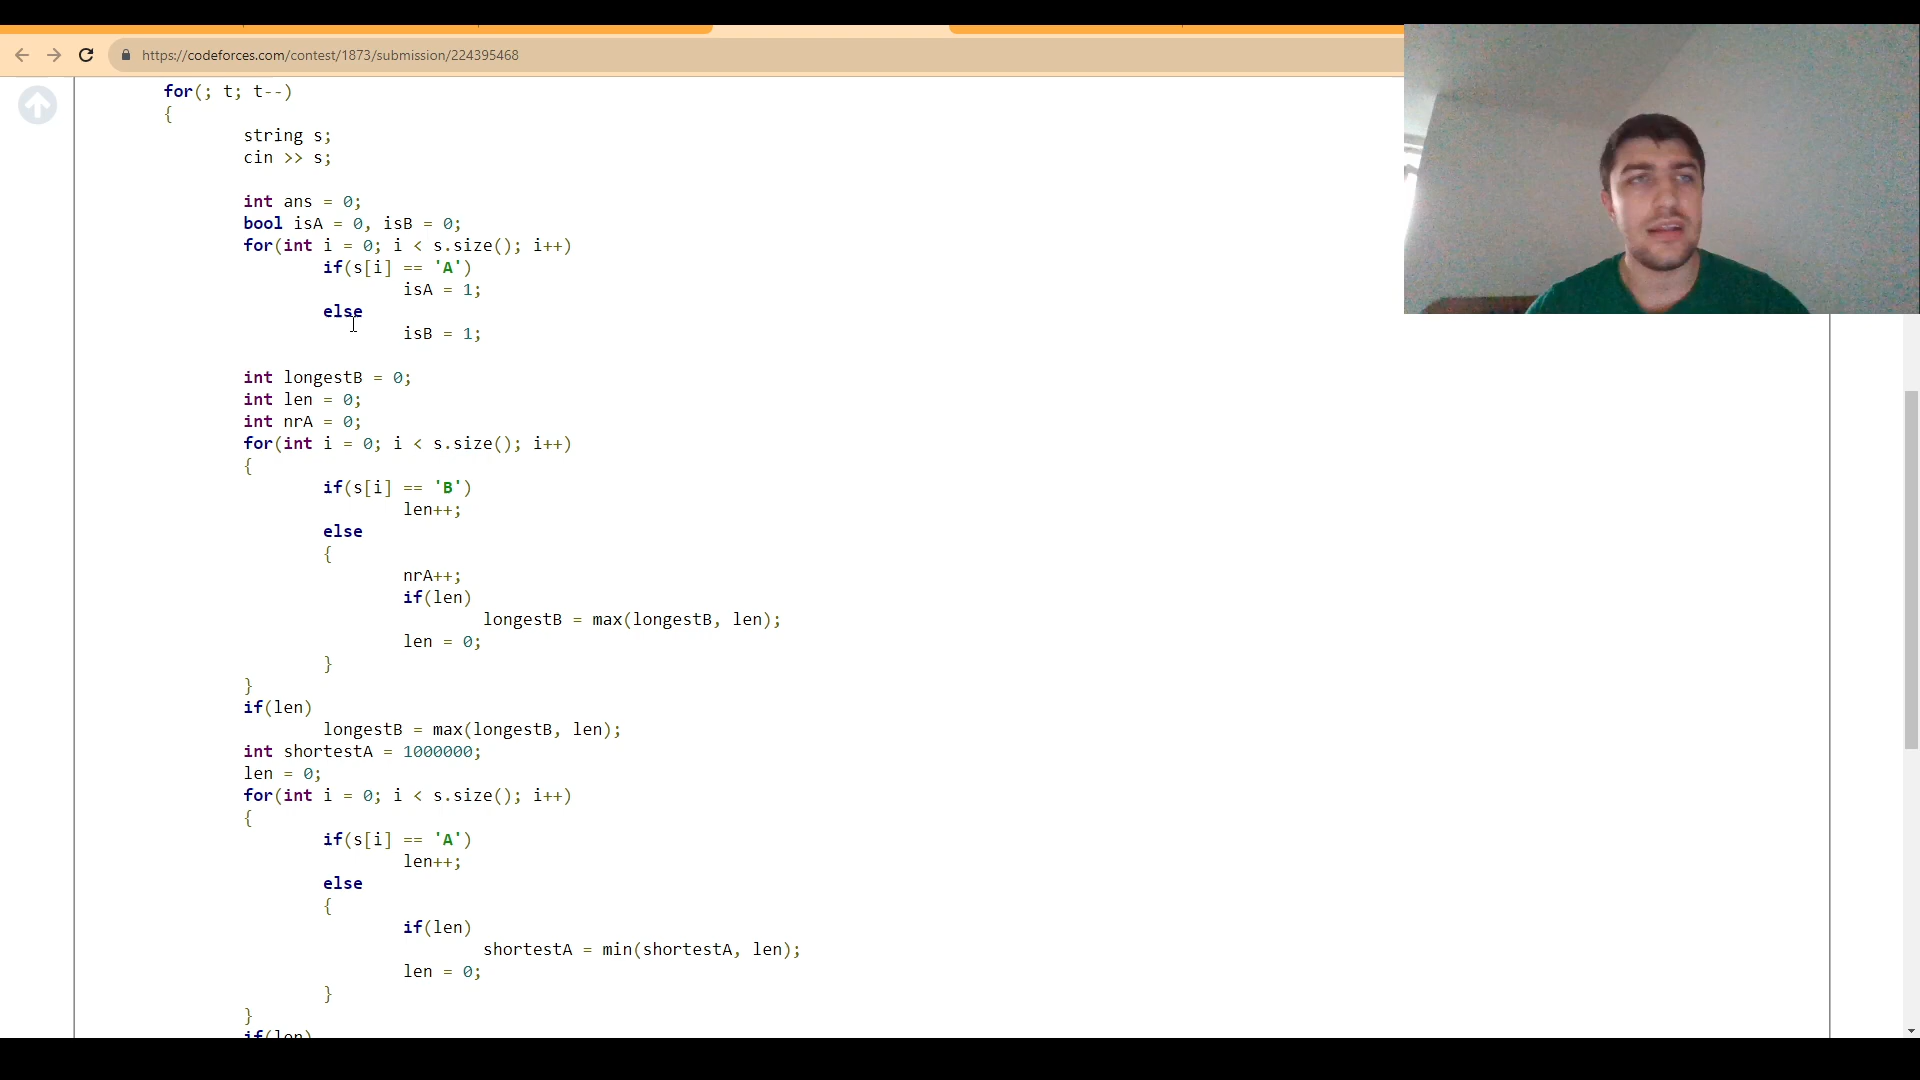 https://codeforces.com/contest/1873/submission/224395468
for(; t; t--)
{
string s;
cin >> s;
int ans = 0;
bool isA = 0, isB = 0;
for(int i = 0; i < s.size(); i++)
if(s[i] == 'A')
isA = 1;
else
isB = 1;
int longestB = 0;
int len = 0;
int nrA = 0;
for(int i = 0; i < s.size(); i++)
{
if(s[i] == 'B')
len++;
else
{
nrA++;
if(len)
longestB = max(longestB, len);
len = 0;
}
}
if(len)
longestB = max(longestB, len);
int shortestA = 1000000;
len = 0;
for(int i = 0; i < s.size(); i++)
{
if(s[i] == 'A')
len++;
else
{
if(len)
shortestA = min(shortestA, len);
len = 0;
}
}
if(len)